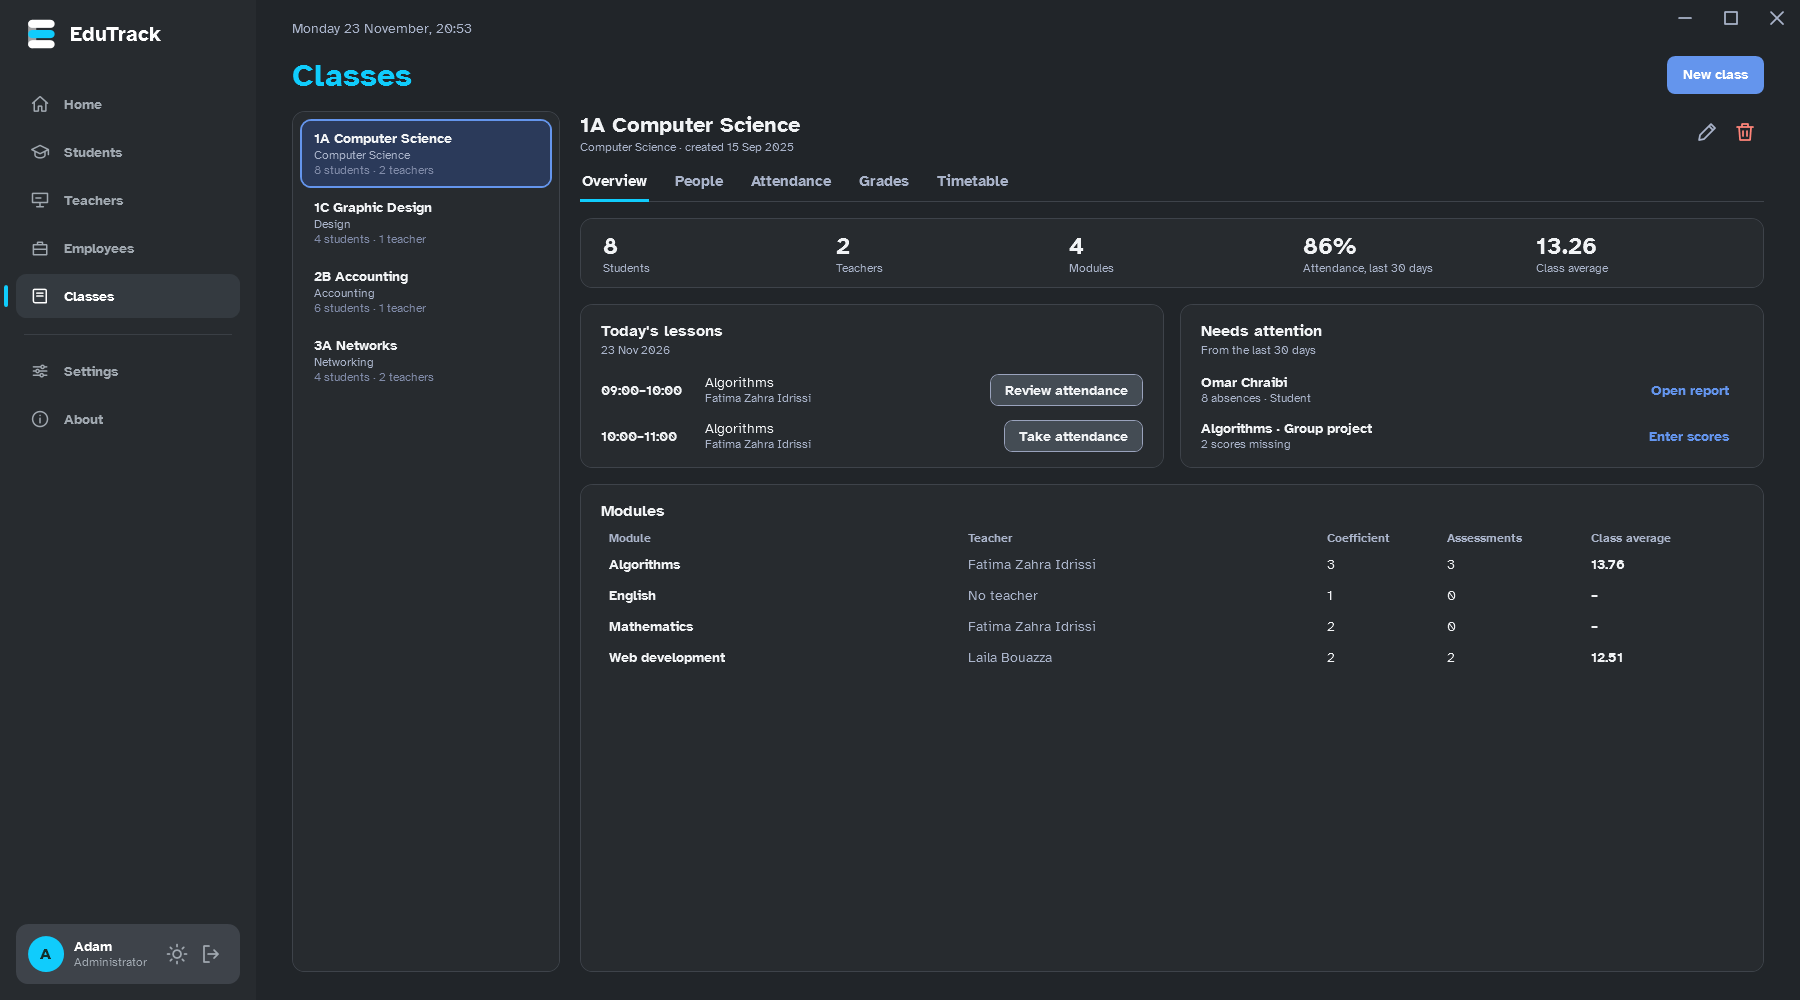 EduTrack
Home
Students
Teachers
Employees
Classes
Settings
About
A
Adam
Administrator
Monday 23 November, 20:53
Classes
New class
1A Computer Science
Computer Science
8 students · 2 teachers
1C Graphic Design
Design
4 students · 1 teacher
2B Accounting
Accounting
6 students · 1 teacher
3A Networks
Networking
4 students · 2 teachers
1A Computer Science
Computer Science · created 15 Sep 2025
Overview People Attendance Grades Timetable
8 2 4 86% 13.26
Students Teachers Modules Attendance, last 30 days Class average
Today's lessons
23 Nov 2026
09:00–10:00 Algorithms Review attendance
Fatima Zahra Idrissi
10:00–11:00 Algorithms Take attendance
Fatima Zahra Idrissi
Needs attention
From the last 30 days
Omar Chraibi
8 absences · Student
Open report
Algorithms · Group project
2 scores missing
Enter scores
Modules
Module Teacher Coefficient Assessments Class average
Algorithms Fatima Zahra Idrissi 3 3 13.76
English No teacher 1 0 –
Mathematics Fatima Zahra Idrissi 2 0 –
Web development Laila Bouazza 2 2 12.51